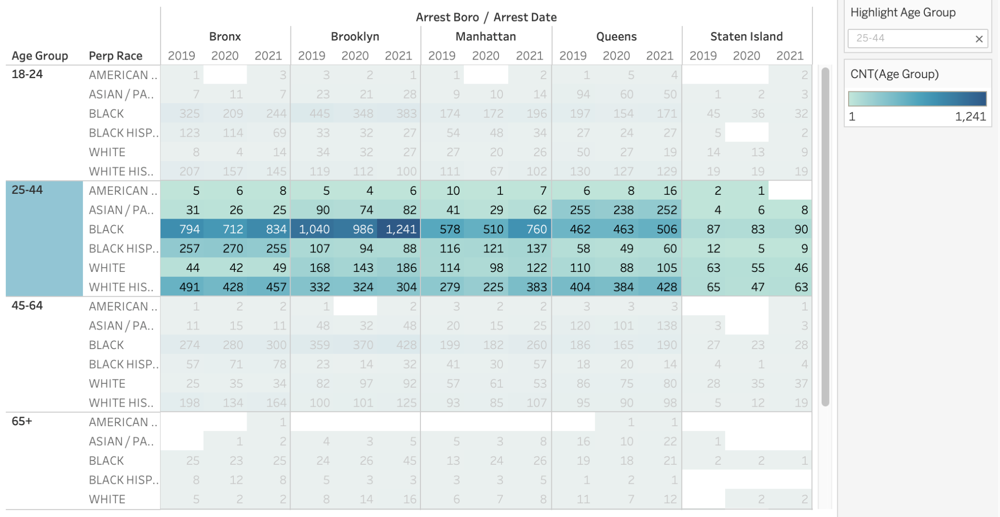 Arrest Boro / Arrest Date
Bronx Brooklyn Manhattan Queens Staten Island
Age Group Perp Race 2019 2020 2021 2019 2020 2021 2019 2020 2021 2019 2020 2021 2019 2020 2021
18-24 AMERICAN .. 1 3 3 2 1 1 2 1 5 4 2
ASIAN / PA.. 7 11 7 23 21 28 9 10 14 94 60 50 1 2 3
BLACK 325 209 244 445 348 383 174 172 196 197 154 171 45 36 32
BLACK HISP.. 123 114 69 33 32 27 54 48 34 27 24 27 5 2
WHITE 8 4 14 34 32 27 27 20 26 50 27 19 14 13 9
WHITE HIS.. 207 157 145 119 112 100 111 67 102 130 127 129 19 19 19
25-44 AMERICAN .. 5 6 8 5 4 6 10 1 7 6 8 16 2 1
ASIAN / PA.. 31 26 25 90 74 82 41 29 62 255 238 252 4 6 8
BLACK 794 712 834 1,040 986 1,241 578 510 760 462 463 506 87 83 90
BLACK HISP.. 257 270 255 107 94 88 116 121 137 58 49 60 12 5 9
WHITE 44 42 49 168 143 186 114 98 122 110 88 105 63 55 46
WHITE HIS.. 491 428 457 332 324 304 279 225 383 404 384 428 65 47 63
45-64 AMERICAN .. 1 2 2 1 2 3 2 2 3 3 3 1
ASIAN / PA.. 11 15 11 48 32 48 20 15 25 120 101 138 3 3
BLACK 274 280 300 359 370 428 199 182 260 186 165 190 27 23 28
BLACK HISP.. 57 71 78 23 14 32 41 30 57 18 20 14 4 1 4
WHITE 25 35 34 82 97 92 57 61 53 86 75 80 28 35 37
WHITE HIS.. 198 134 164 100 101 125 93 85 107 95 90 98 5 12 19
65+ AMERICAN .. 1 1 1
ASIAN / PA.. 1 2 4 3 5 5 3 8 16 10 22 1
BLACK 25 23 25 24 26 45 13 24 26 19 18 21 2 2 1
BLACK HISP.. 8 12 8 5 3 3 3 3 5 1 2 1
WHITE 5 2 2 8 14 16 6 7 8 11 7 12 2 2
Highlight Age Group
25-44
CNT(Age Group)
1 1,241